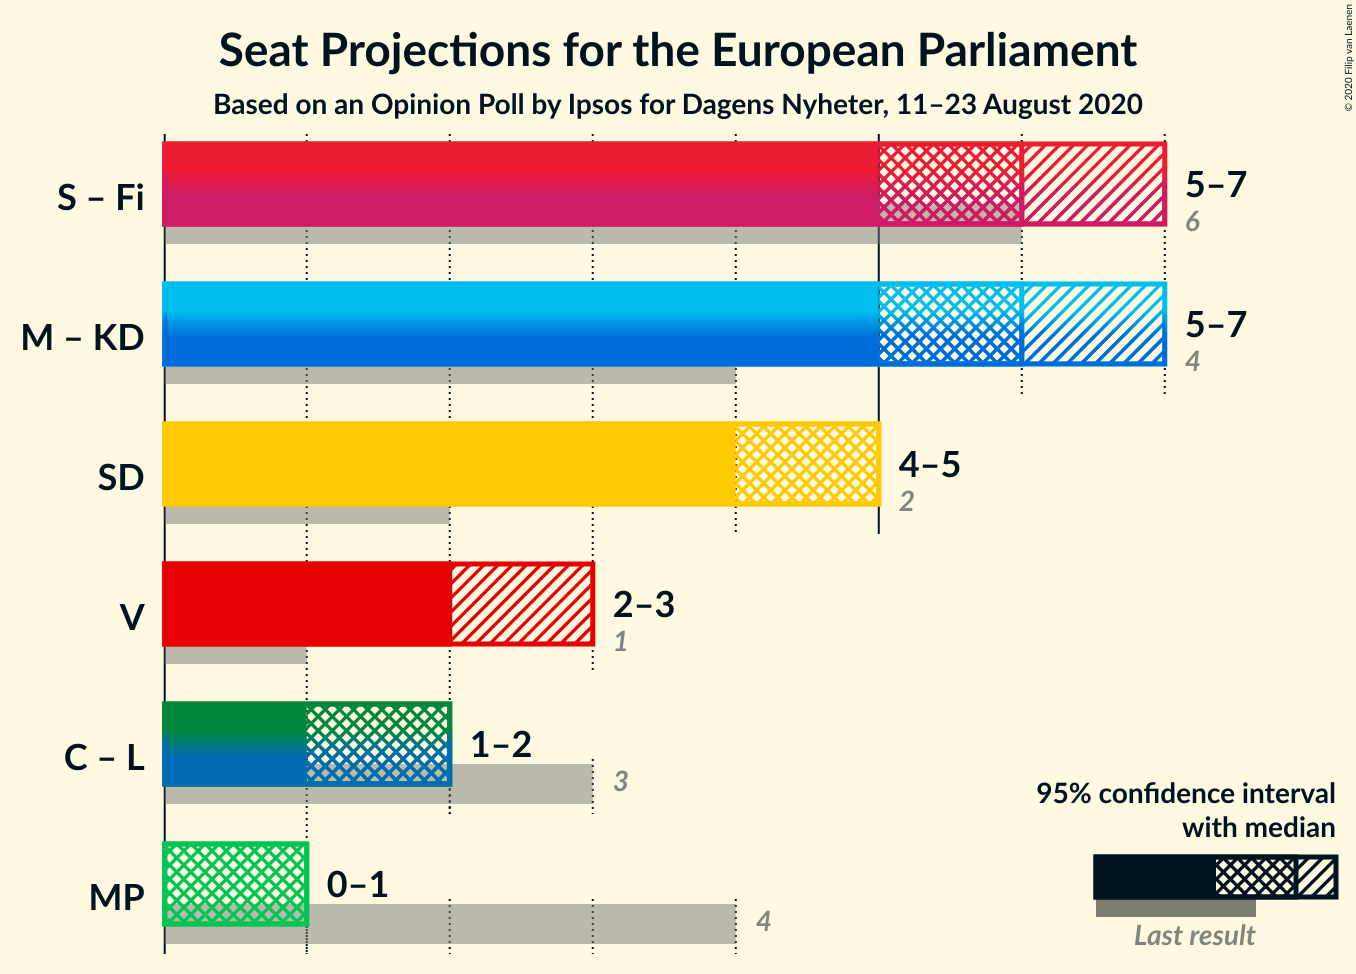 Seat Projections for the European Parliament
Based on an Opinion Poll by Ipsos for Dagens Nyheter, 11–23 August 2020
© 2020 Filip van Laenen
S – Fi
5–7
6
M – KD
5–7
4
SD
4–5
2
V
2–3
1
C – L
1–2
3
MP
0–1
4
95% confidence interval
with median
Last result